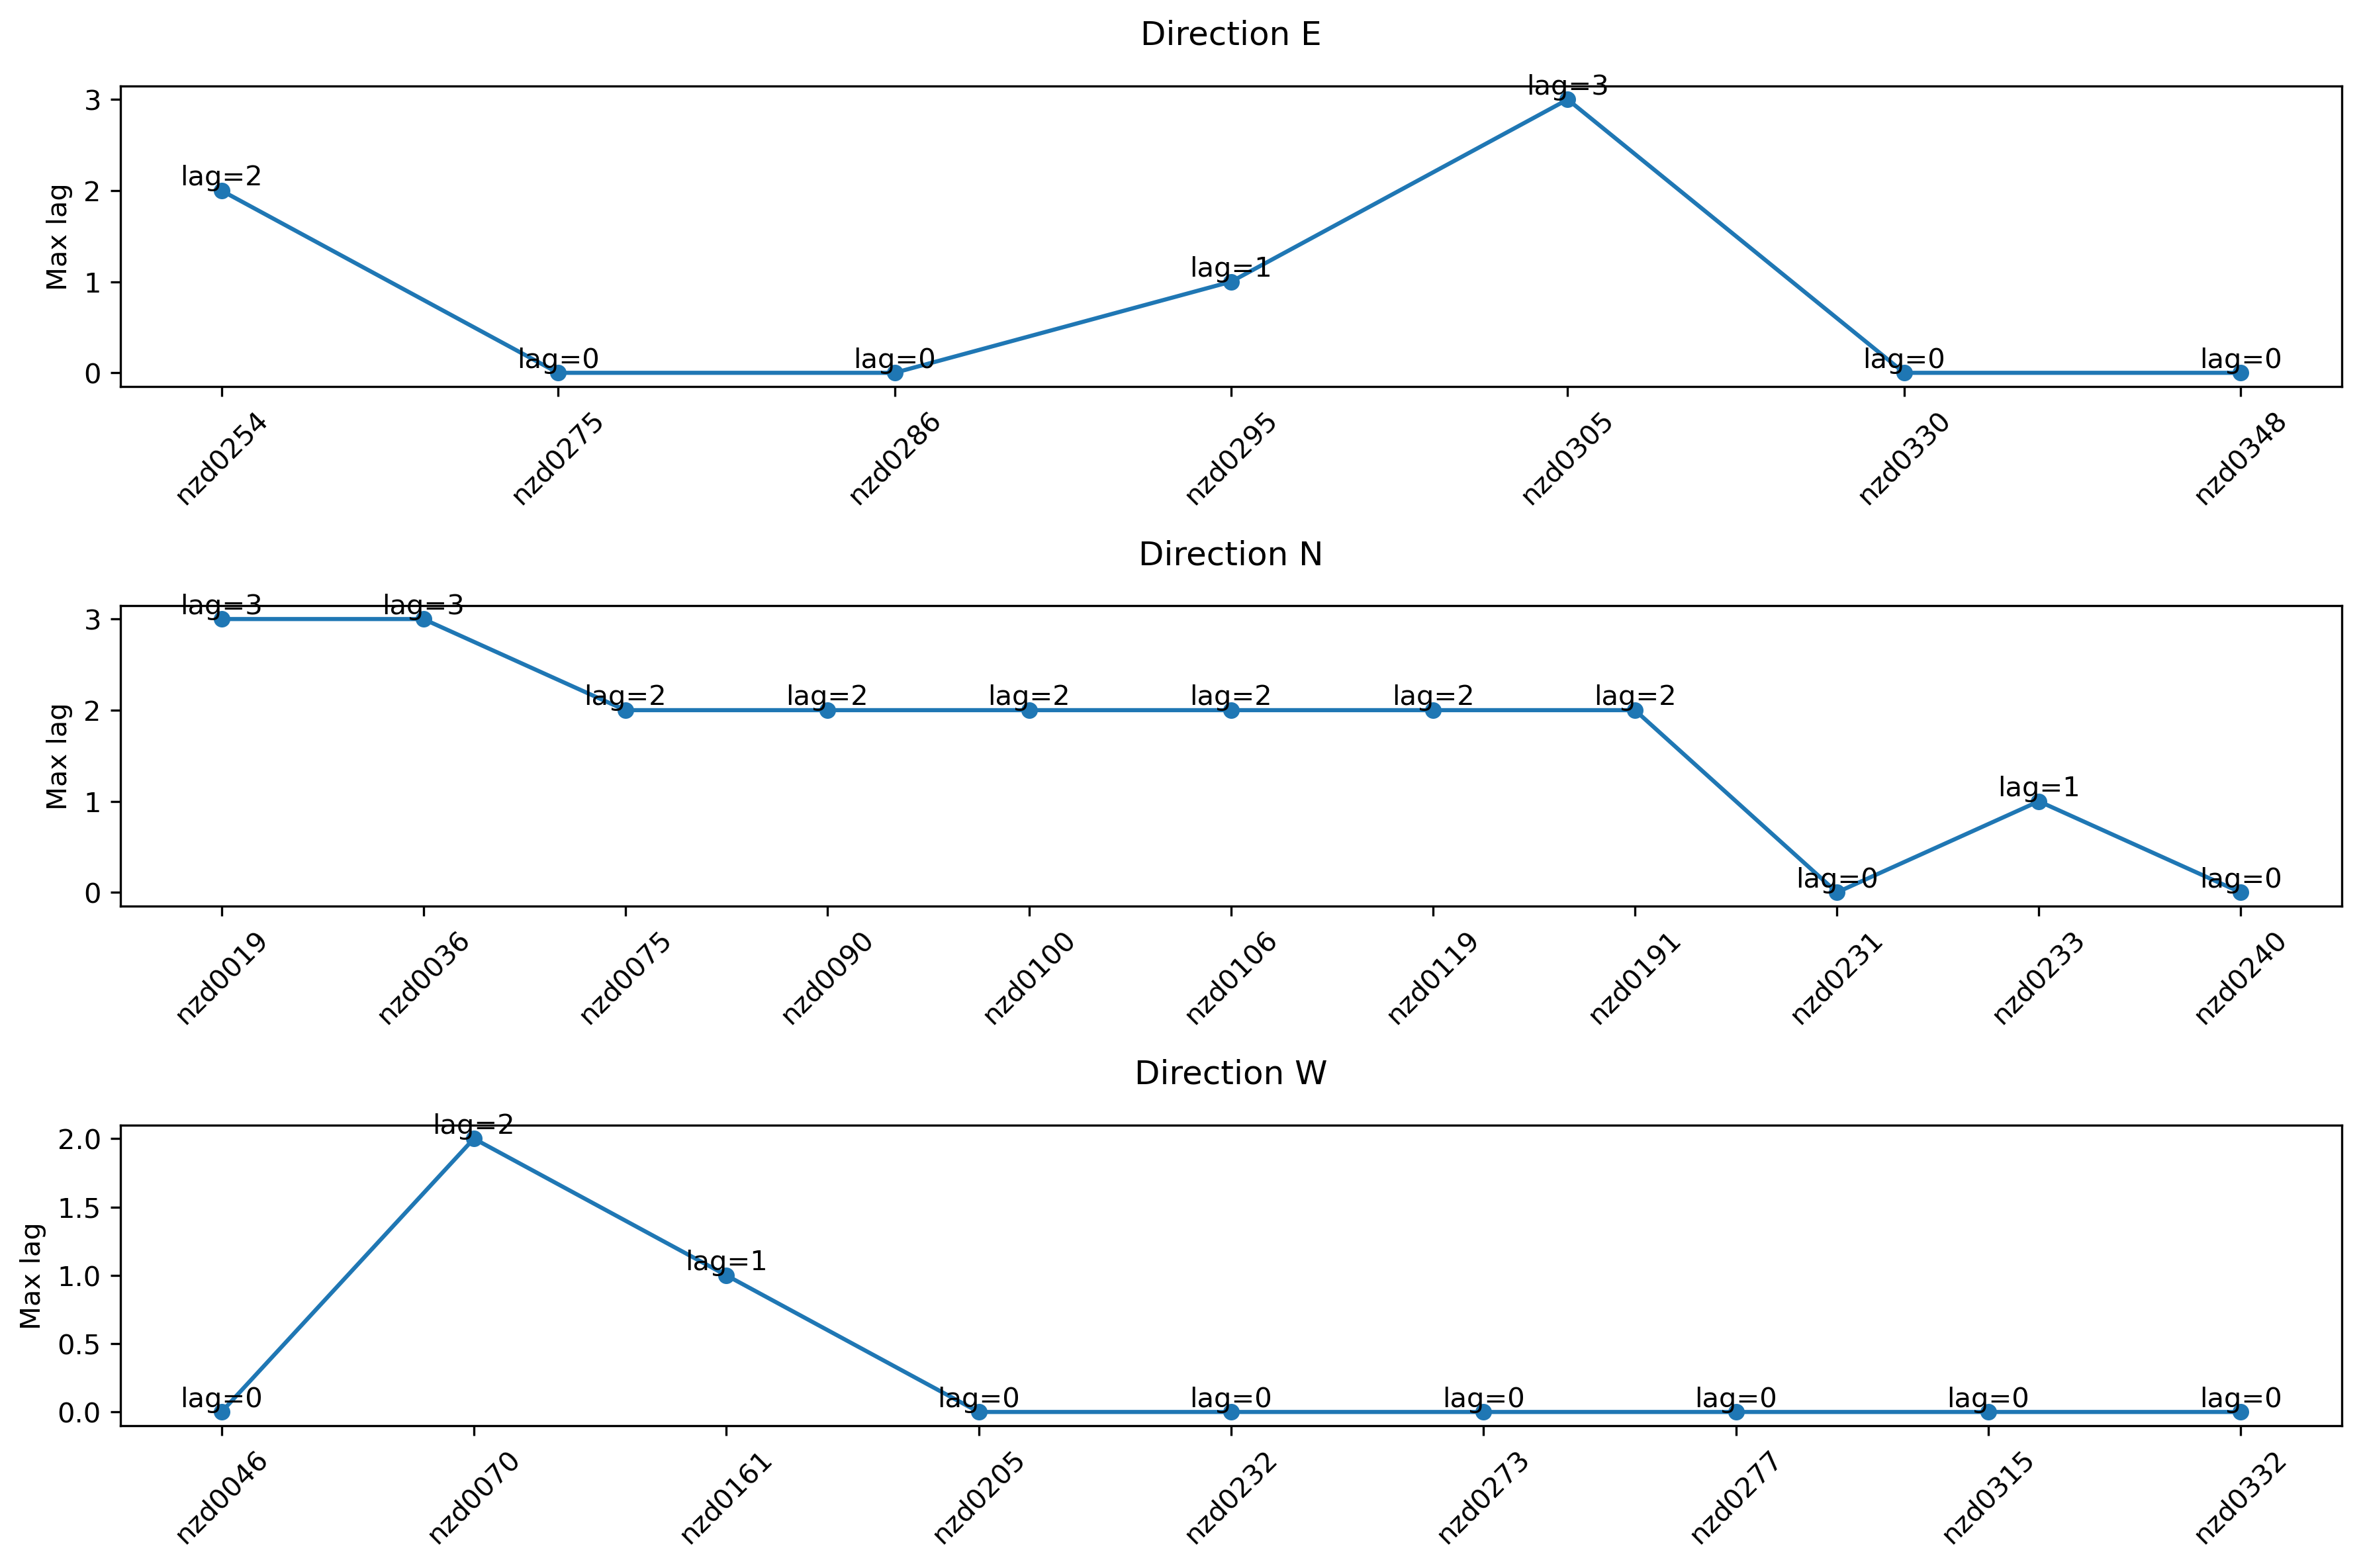 Direction E
Max lag
3
2
1
0
lag=2
lag=0
lag=0
lag=1
lag=3
lag=0
lag=0
nzd0254
nzd0275
nzd0286
nzd0295
nzd0305
nzd0330
nzd0348
Direction N
Max lag
3
2
1
0
lag=3
lag=3
lag=2
lag=2
lag=2
lag=2
lag=2
lag=2
lag=0
lag=1
lag=0
nzd0019
nzd0036
nzd0075
nzd0090
nzd0100
nzd0106
nzd0119
nzd0191
nzd0231
nzd0233
nzd0240
Direction W
Max lag
2.0
1.5
1.0
0.5
0.0
lag=0
lag=2
lag=1
lag=0
lag=0
lag=0
lag=0
lag=0
lag=0
nzd0046
nzd0070
nzd0161
nzd0205
nzd0232
nzd0273
nzd0277
nzd0315
nzd0332